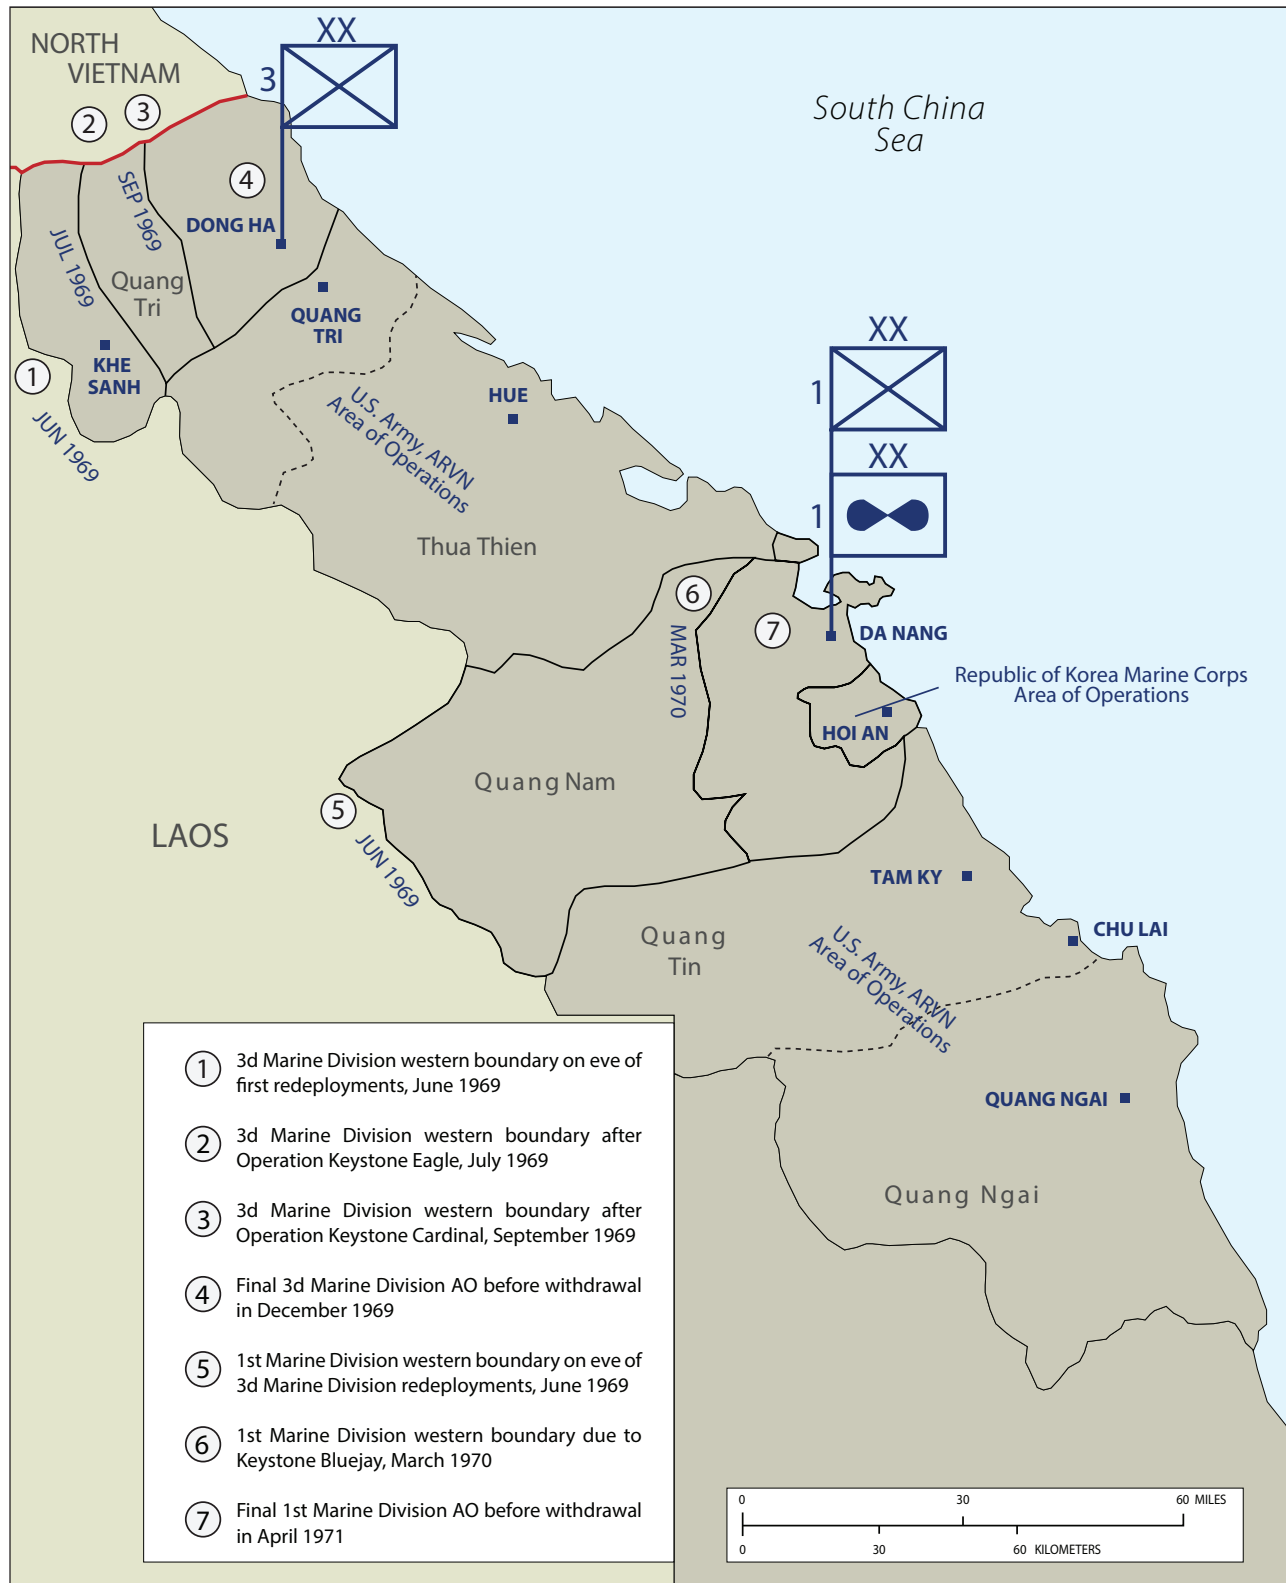 NORTH
VIETNAM
XX
3
South China
Sea
2
3
4
SEP 1969
DONG HA
JUL 1969
Quang
Tri
QUANG
TRI
KHE
SANH
1
JUN 1969
HUE
U.S. Army, ARVN
Area of Operations
XX
1
XX
1
Thua Thien
6
7
MAR 1970
DA NANG
Republic of Korea Marine Corps
Area of Operations
HOI AN
Quang Nam
5
JUN 1969
LAOS
TAM KY
CHU LAI
Quang
Tin
U.S. Army, ARVN
Area of Operations
QUANG NGAI
Quang Ngai
1
3d Marine Division western boundary on eve of
first redeployments, June 1969
2
3d Marine Division western boundary after
Operation Keystone Eagle, July 1969
3
3d Marine Division western boundary after
Operation Keystone Cardinal, September 1969
4
Final 3d Marine Division AO before withdrawal
in December 1969
5
1st Marine Division western boundary on eve of
3d Marine Division redeployments, June 1969
6
1st Marine Division western boundary due to
Keystone Bluejay, March 1970
7
Final 1st Marine Division AO before withdrawal
in April 1971
0 30 60 MILES
0 30 60 KILOMETERS